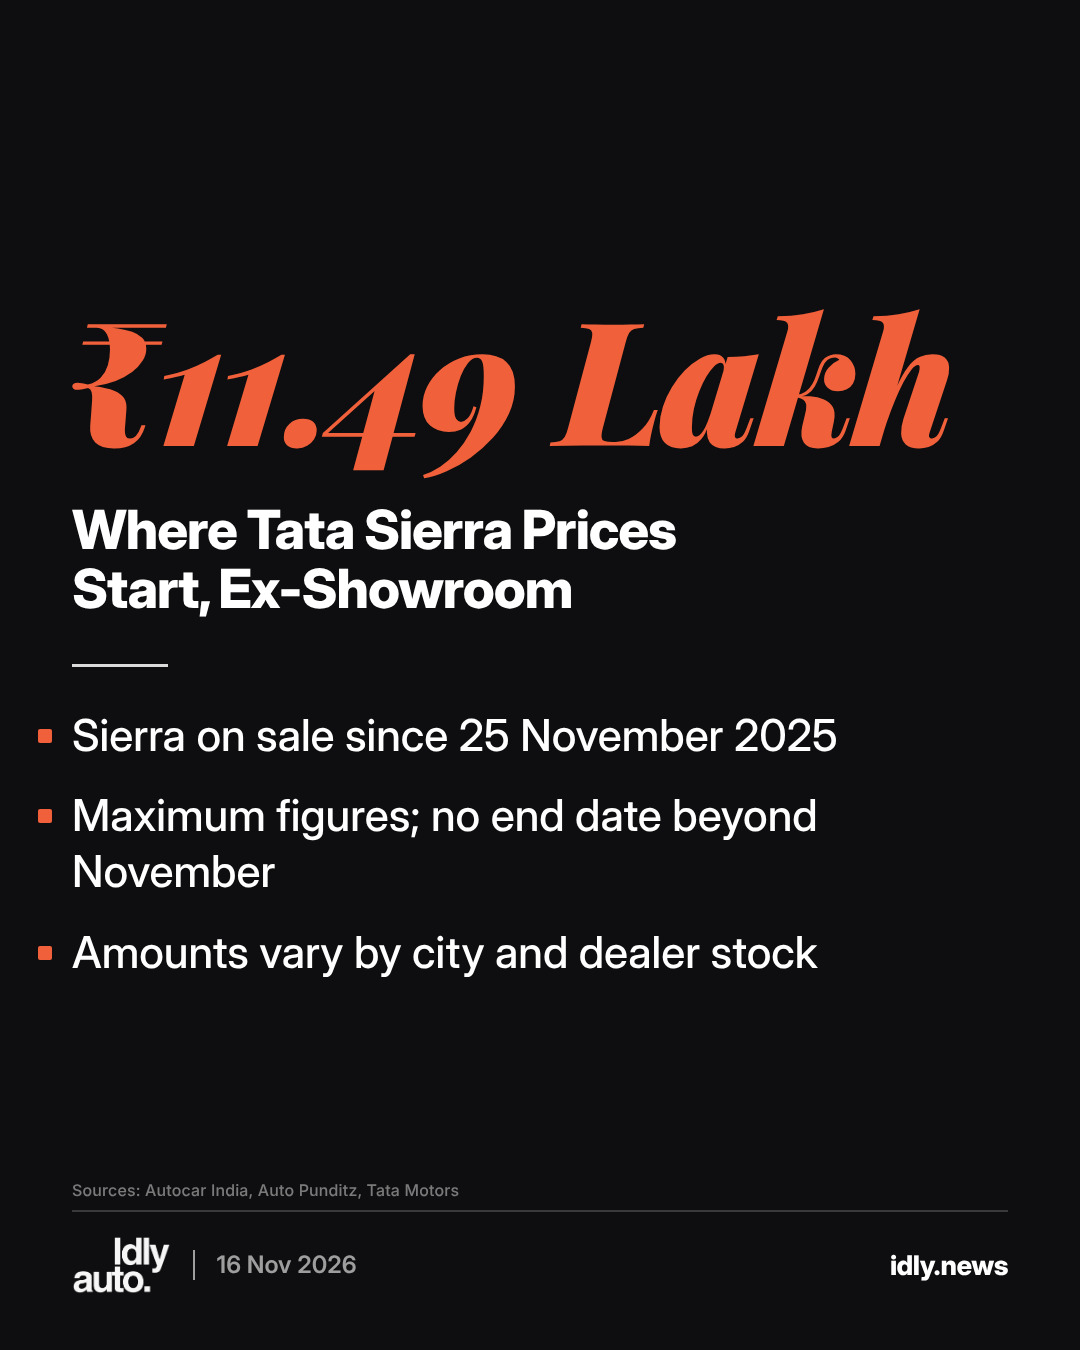 ₹11.49 Lakh
Where Tata Sierra Prices
Start, Ex-Showroom
Sierra on sale since 25 November 2025
Maximum figures; no end date beyond
November
Amounts vary by city and dealer stock
Sources: Autocar India, Auto Punditz, Tata Motors
Idly
auto.
16 Nov 2026
idly.news